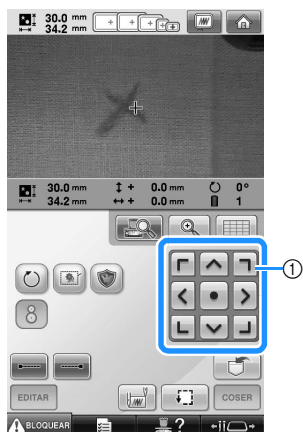 30.0 mm
34.2 mm
30.0 mm ↕ + 0.0 mm 0°
34.2 mm ↔ + 0.0 mm 1
①
8
EDITAR COSER
BLOQUEAR ?